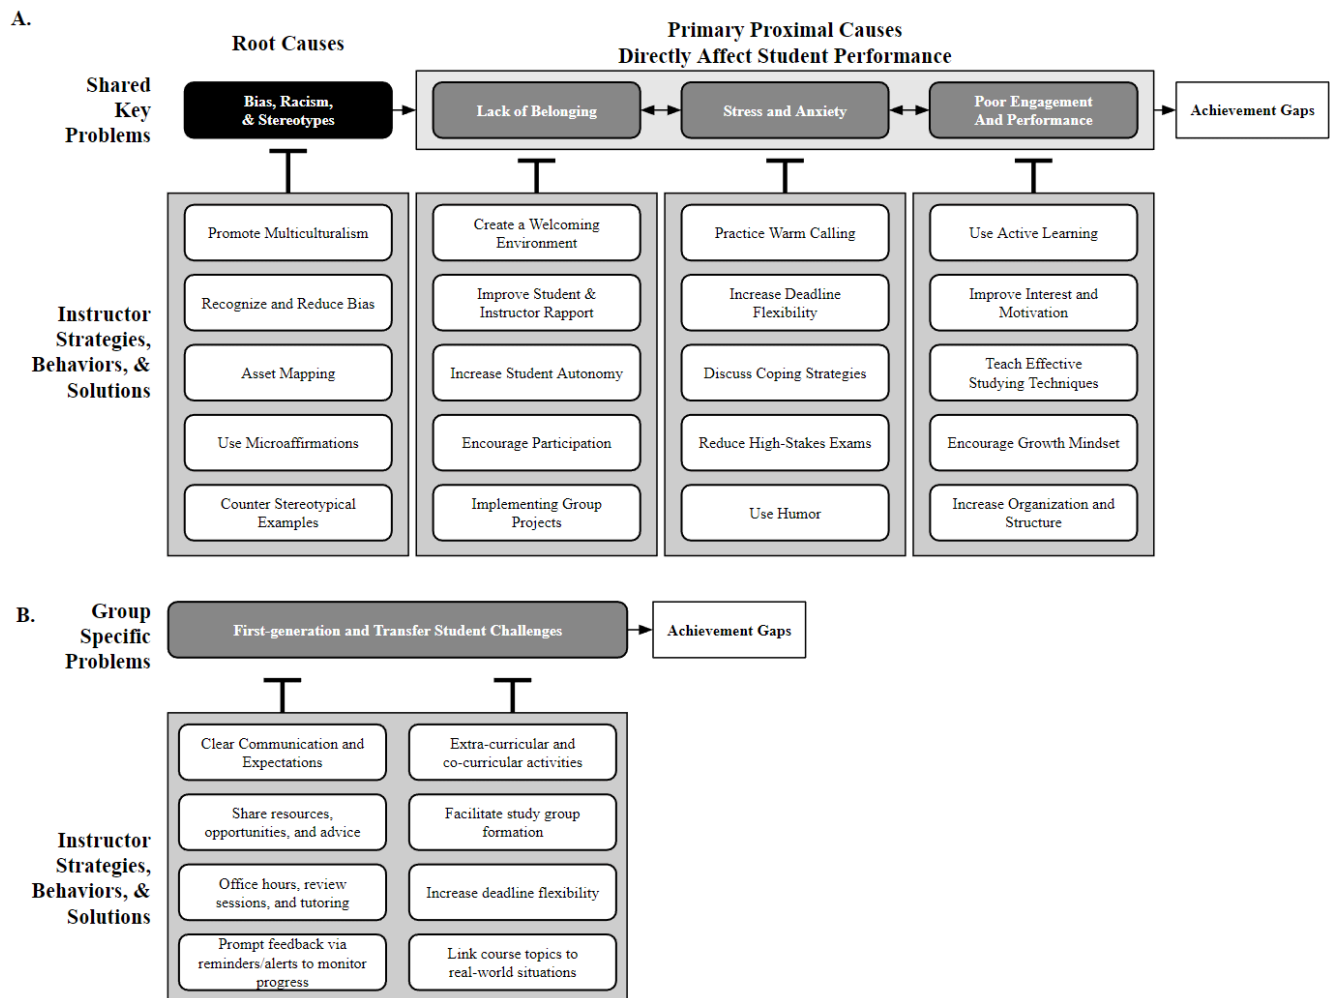 A.
Root Causes
Primary Proximal Causes
Directly Affect Student Performance
Shared
Key
Problems
Bias, Racism,
& Stereotypes
Lack of Belonging
Stress and Anxiety
Poor Engagement
And Performance
Achievement Gaps
Instructor
Strategies,
Behaviors, &
Solutions
Promote Multiculturalism
Recognize and Reduce Bias
Asset Mapping
Use Microaffirmations
Counter Stereotypical
Examples
Create a Welcoming
Environment
Improve Student &
Instructor Rapport
Increase Student Autonomy
Encourage Participation
Implementing Group
Projects
Practice Warm Calling
Increase Deadline
Flexibility
Discuss Coping Strategies
Reduce High-Stakes Exams
Use Humor
Use Active Learning
Improve Interest and
Motivation
Teach Effective
Studying Techniques
Encourage Growth Mindset
Increase Organization and
Structure
B.
Group
Specific
Problems
First-generation and Transfer Student Challenges
Achievement Gaps
Instructor
Strategies,
Behaviors, &
Solutions
Clear Communication and
Expectations
Share resources,
opportunities, and advice
Office hours, review
sessions, and tutoring
Prompt feedback via
reminders/alerts to monitor
progress
Extra-curricular and
co-curricular activities
Facilitate study group
formation
Increase deadline flexibility
Link course topics to
real-world situations